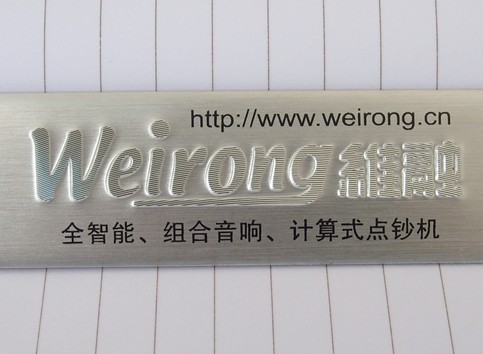 http://www.weirong.cn
Weirong 維融
全智能、组合音响、计算式点钞机